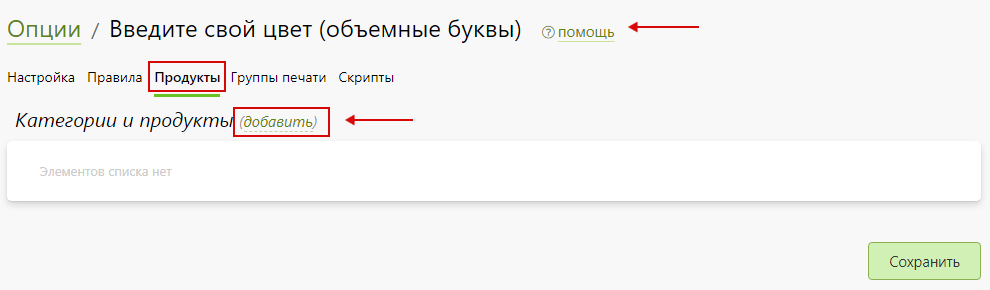 Опции / Введите свой цвет (объемные буквы) ? помощь
Настройка Правила Продукты Группы печати Скрипты
Категории и продукты (добавить)
Элементов списка нет
Сохранить